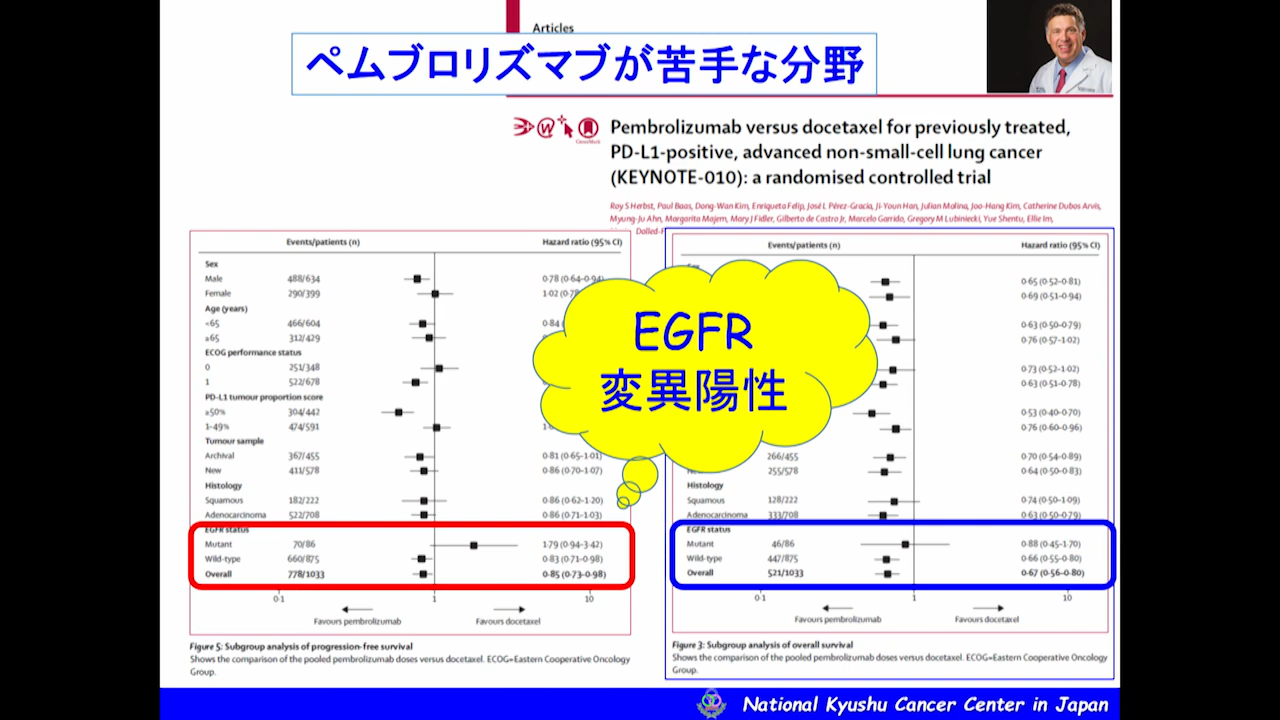 Articles
ペムブロリズマブが苦手な分野
Pembrolizumab versus docetaxel for previously treated,
PD-L1-positive, advanced non-small-cell lung cancer
(KEYNOTE-010): a randomised controlled trial
Roy S Herbst, Paul Baas, Dong-Wan Kim, Enriqueta Felip, José L Pérez-Gracia, Ji-Youn Han, Julian Molina, Joo-Hang Kim, Catherine Dubos Arvis,
Myung-Ju Ahn, Margarita Majem, Mary J Fidler, Gilberto de Castro Jr, Marcelo Garrido, Gregory M Lubiniecki, Yue Shentu, Ellie Im,
Events/patients (n) Hazard ratio (95% CI)
Sex
Male 488/634 0·78 (0·64–0·94)
Female 290/399 1·02
Age (years)
<65 466/604 0·84
≥65 312/429
ECOG performance status
0 251/348
1 522/678
PD-L1 tumour proportion score
≥50% 304/442
1–49% 474/591
Tumour sample
Archival 367/455 0·81 (0·65–1·01)
New 411/578 0·86 (0·70–1·07)
Histology
Squamous 182/222 0·86 (0·62–1·20)
Adenocarcinoma 522/708 0·86 (0·71–1·03)
EGFR status
Mutant 70/86 1·79 (0·94–3·42)
Wild-type 660/875 0·83 (0·71–0·98)
Overall 778/1033 0·85 (0·73–0·98)
0·1 1 10
Favours pembrolizumab Favours docetaxel
Figure 5: Subgroup analysis of progression-free survival
Shows the comparison of the pooled pembrolizumab doses versus docetaxel. ECOG=Eastern Cooperative Oncology
Group.
EGFR
変異陽性
Events/patients (n) Hazard ratio (95% CI)
0·65 (0·52–0·81)
0·69 (0·51–0·94)
0·63 (0·50–0·79)
0·76 (0·57–1·02)
0·73 (0·52–1·02)
0·63 (0·51–0·78)
0·53 (0·40–0·70)
0·76 (0·60–0·96)
266/455 0·70 (0·54–0·89)
255/578 0·64 (0·50–0·83)
Histology
Squamous 128/222 0·74 (0·50–1·09)
Adenocarcinoma 333/708 0·63 (0·50–0·79)
EGFR status
Mutant 46/86 0·88 (0·45–1·70)
Wild-type 447/875 0·66 (0·55–0·80)
Overall 521/1033 0·67 (0·56–0·80)
0·1 1 10
Favours pembrolizumab Favours docetaxel
Figure 3: Subgroup analysis of overall survival
Shows the comparison of the pooled pembrolizumab doses versus docetaxel. ECOG=Eastern Cooperative Oncology
Group.
National Kyushu Cancer Center in Japan